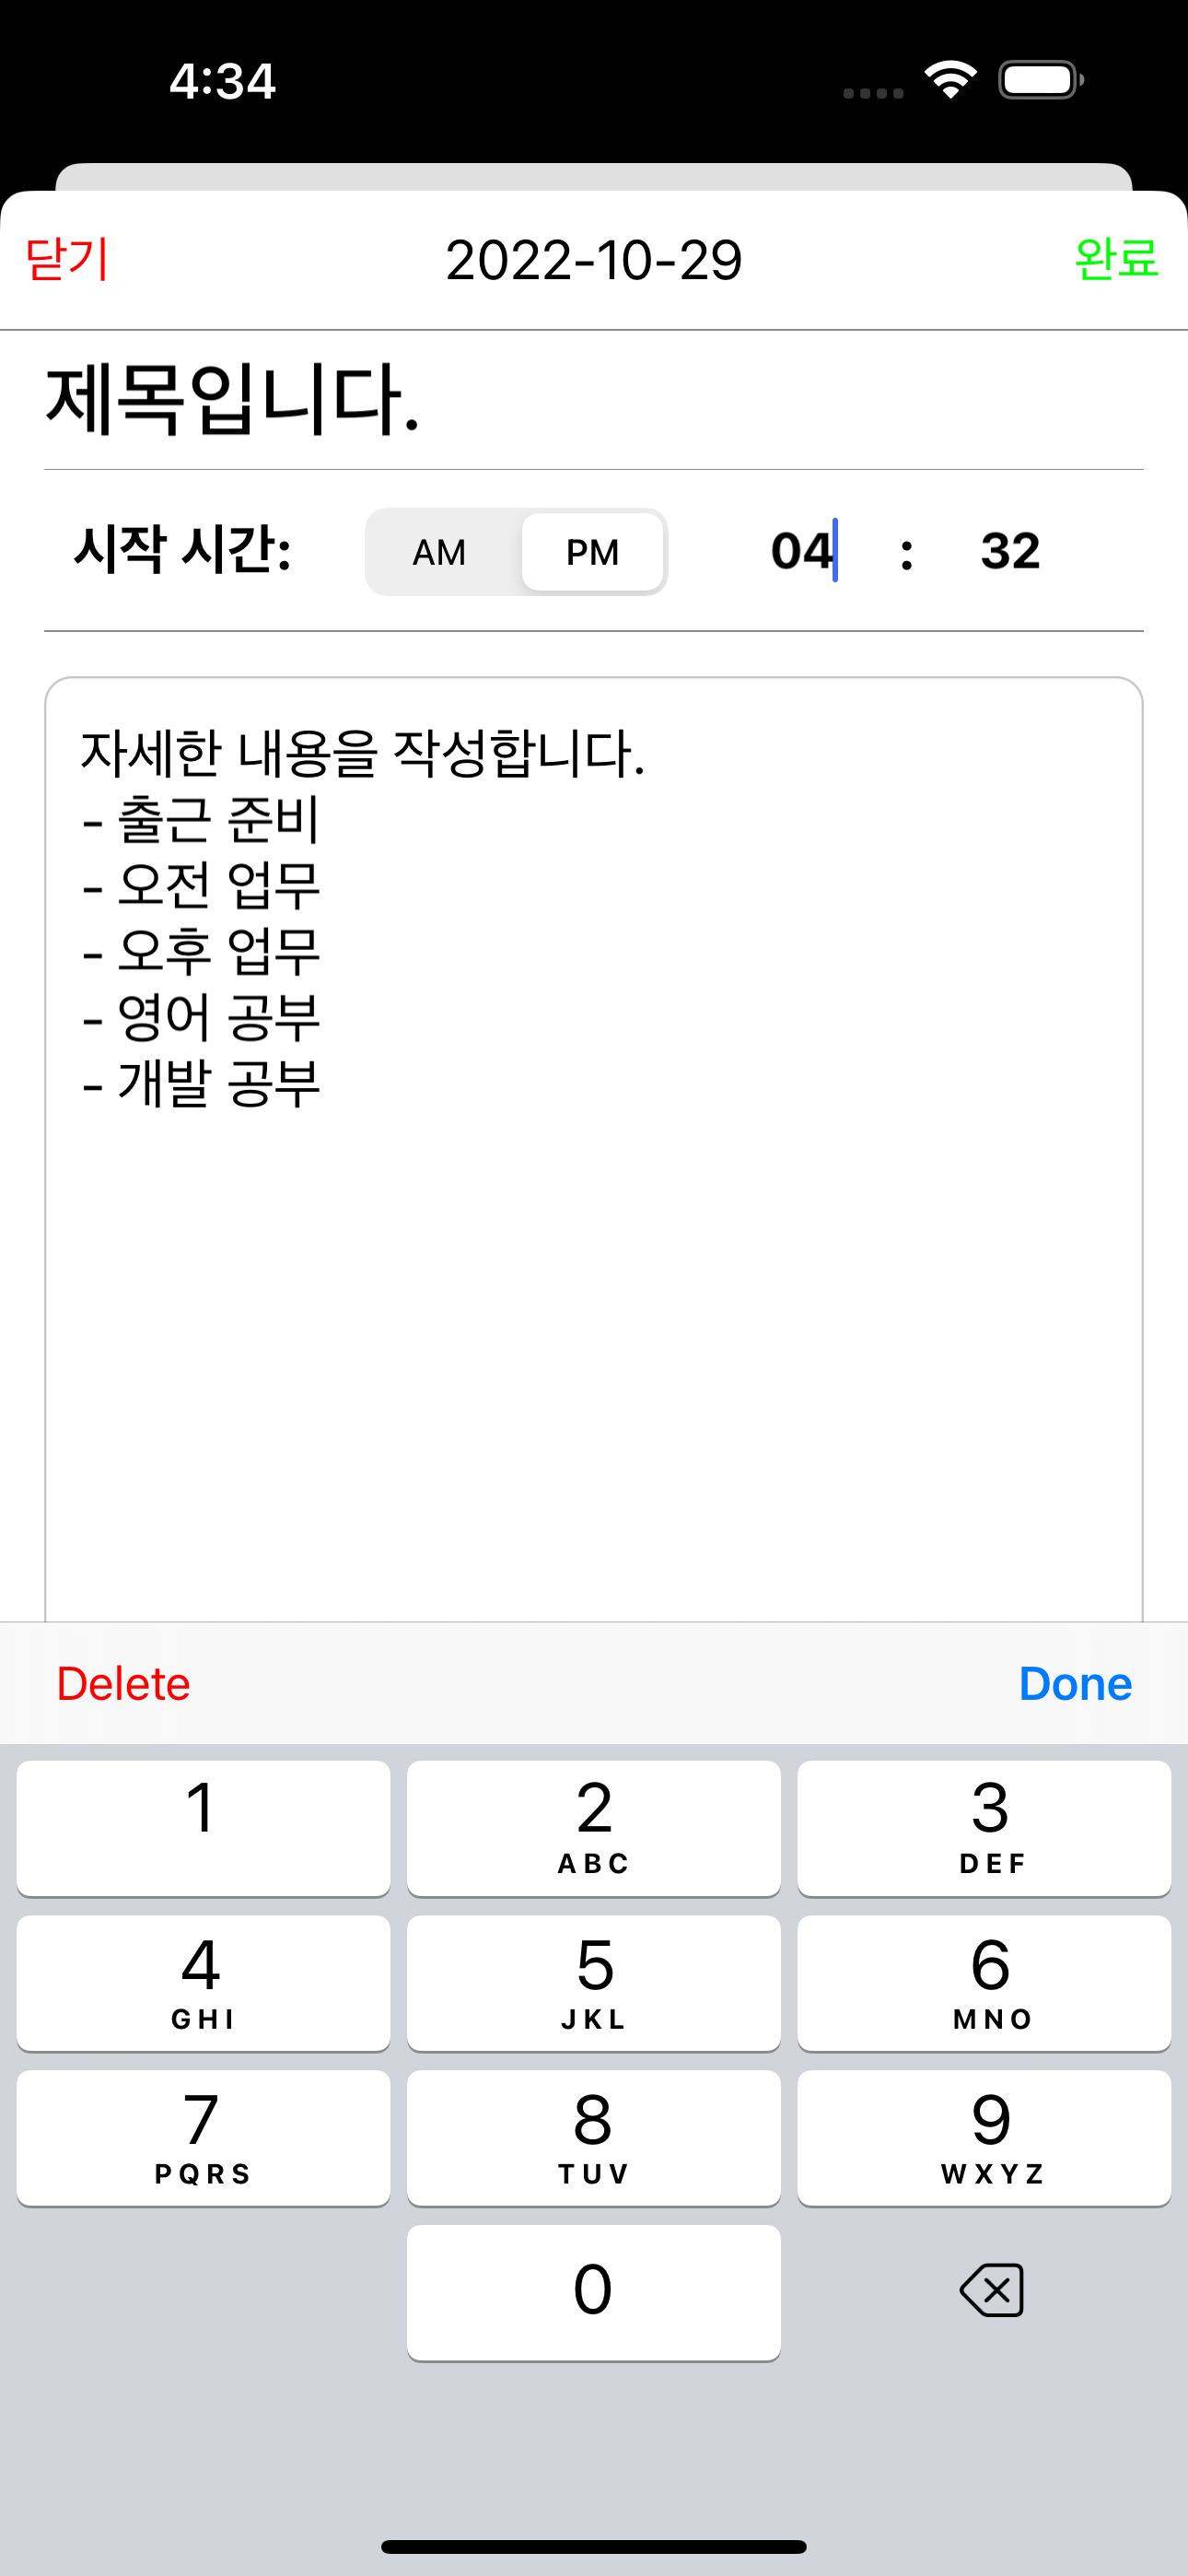 4:34
닫기 2022-10-29 완료
제목입니다.
시작 시간: AM PM 04 : 32
자세한 내용을 작성합니다.
- 출근 준비
- 오전 업무
- 오후 업무
- 영어 공부
- 개발 공부
Delete Done
1 2 3
ABC DEF
4 5 6
GHI JKL MNO
7 8 9
PQRS TUV WXYZ
0